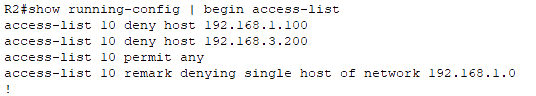 R2#show running-config | begin access-list
access-list 10 deny host 192.168.1.100
access-list 10 deny host 192.168.3.200
access-list 10 permit any
access-list 10 remark denying single host of network 192.168.1.0
!